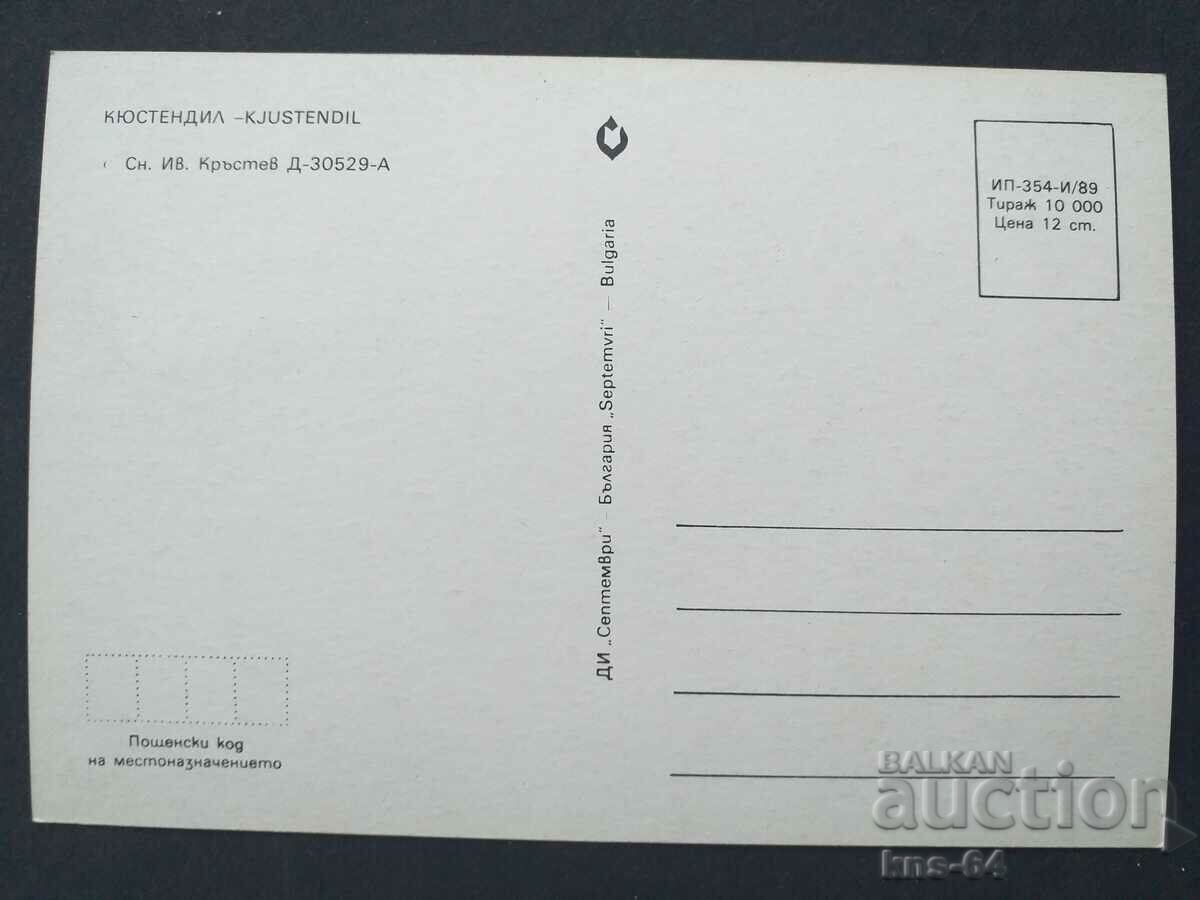 КЮСТЕНДИЛ –KJUSTENDIL
Сн. Ив. Кръстев Д-30529-А
ДИ „Септември“ - България „Septemvri“ — Bulgaria
ИП-354-И/89
Тираж 10 000
Цена 12 ст.
Пощенски код
на местоназначението
BALKAN
auction
kns-64